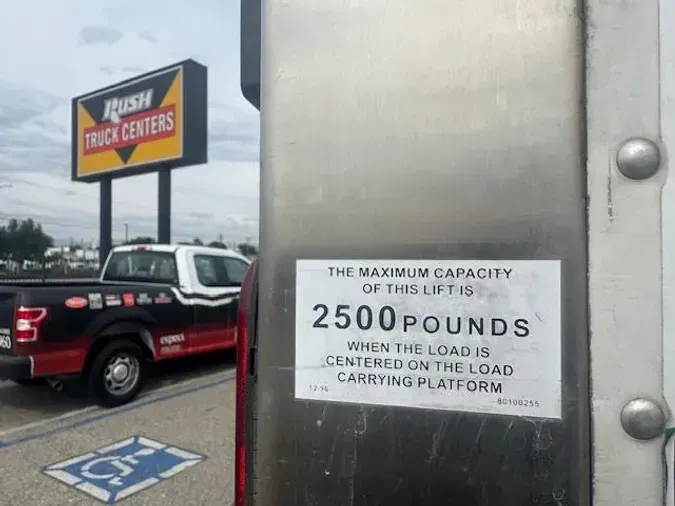 RUSH
TRUCK CENTERS
expect
THE MAXIMUM CAPACITY
OF THIS LIFT IS
2500 POUNDS
WHEN THE LOAD IS
CENTERED ON THE LOAD
CARRYING PLATFORM
12-96
80100255